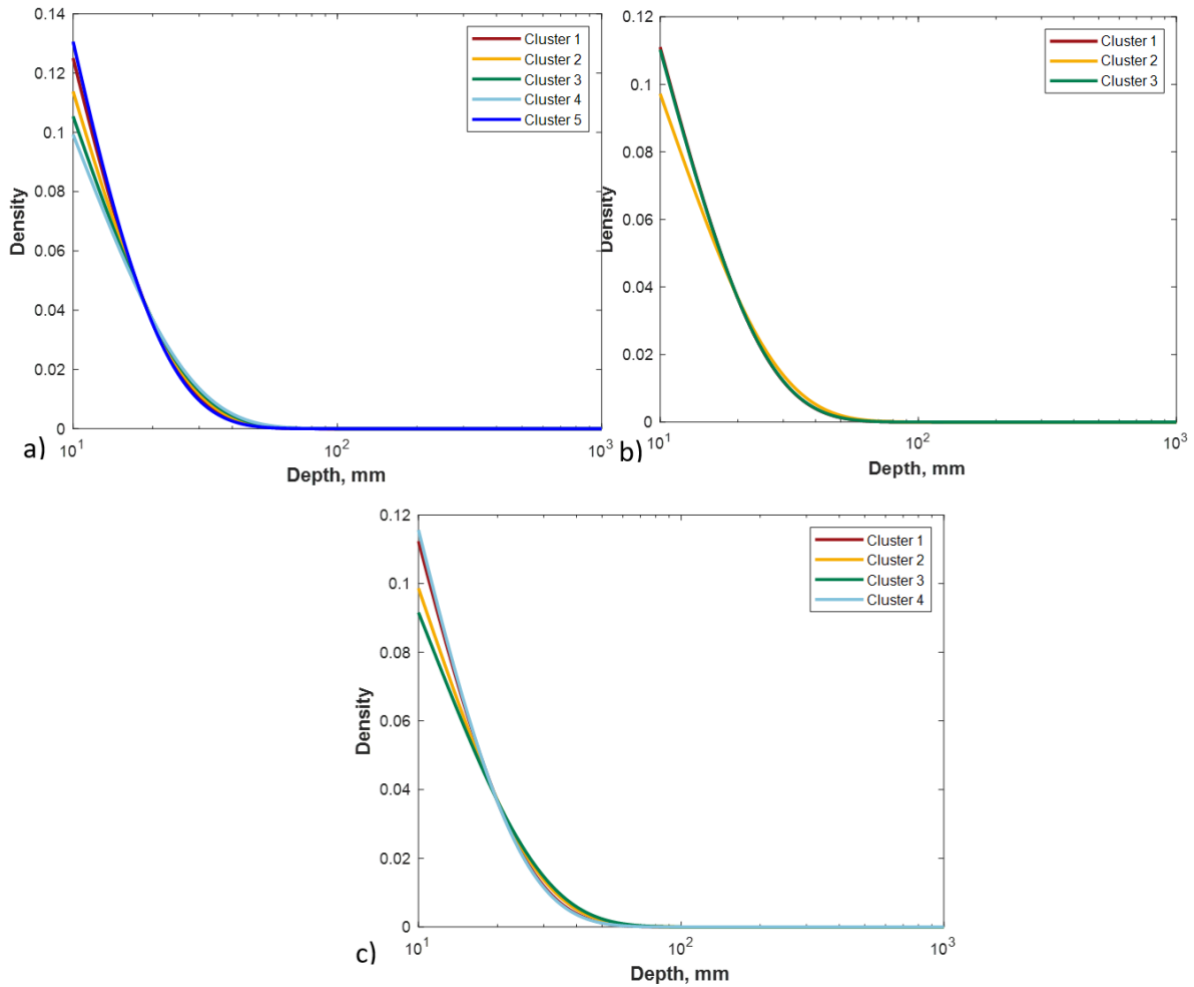 0.14
0.12
0.1
0.08
0.06
0.04
0.02
0
Density
Cluster 1
Cluster 2
Cluster 3
Cluster 4
Cluster 5
10^1
10^2
10^3
Depth, mm
a)
0.12
0.1
0.08
0.06
0.04
0.02
0
Density
Cluster 1
Cluster 2
Cluster 3
10^1
10^2
10^3
Depth, mm
b)
0.12
0.1
0.08
0.06
0.04
0.02
0
Density
Cluster 1
Cluster 2
Cluster 3
Cluster 4
10^1
10^2
10^3
Depth, mm
c)